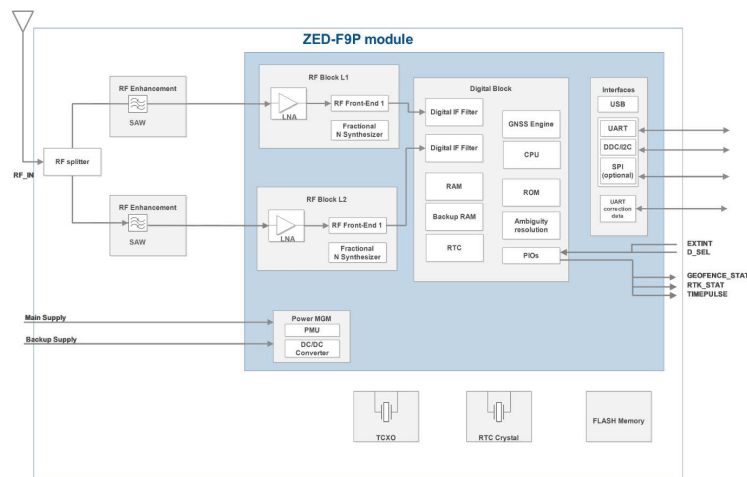 ZED-F9P module
RF Enhancement
SAW
RF splitter
RF_IN
RF Enhancement
SAW
RF Block L1
LNA
RF Front-End 1
Fractional
N Synthesizer
RF Block L2
LNA
RF Front-End 1
Fractional
N Synthesizer
Digital Block
Digital IF Filter
Digital IF Filter
RAM
Backup RAM
RTC
GNSS Engine
CPU
ROM
Ambiguity
resolution
PIOs
Interfaces
USB
UART
DDC/I2C
SPI
(optional)
UART
correction
data
EXTINT
D_SEL
GEOFENCE_STAT
RTK_STAT
TIMEPULSE
Main Supply
Backup Supply
Power MGM
PMU
DC/DC
Converter
TCXO
RTC Crystal
FLASH Memory